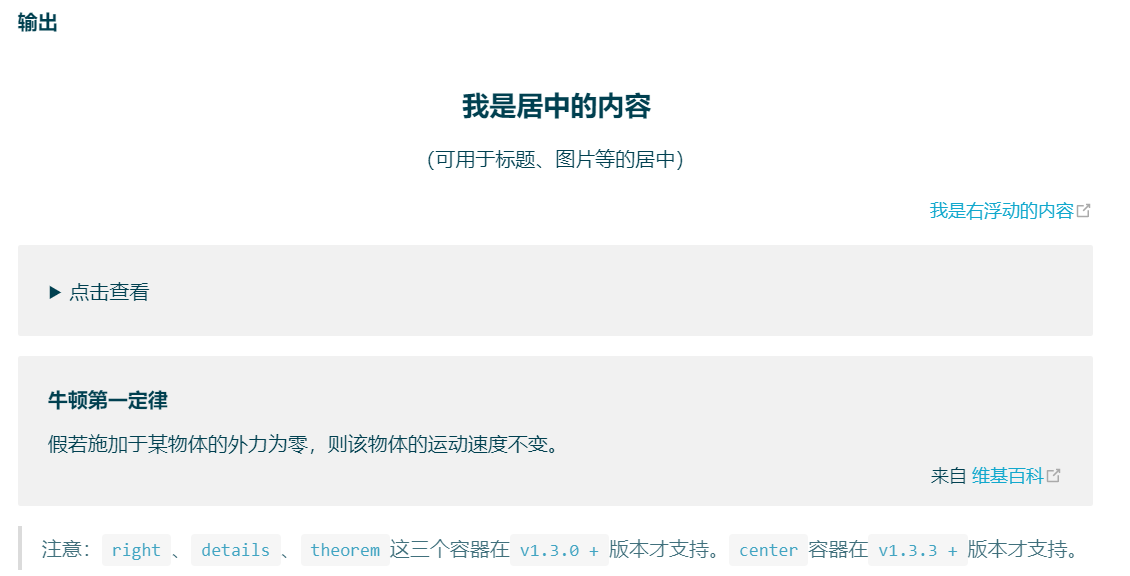 输出
我是居中的内容
(可用于标题、图片等的居中)
我是右浮动的内容
▶ 点击查看
牛顿第一定律
假若施加于某物体的外力为零，则该物体的运动速度不变。
来自 维基百科
注意： right 、 details 、 theorem 这三个容器在 v1.3.0 + 版本才支持。 center 容器在 v1.3.3 + 版本才支持。